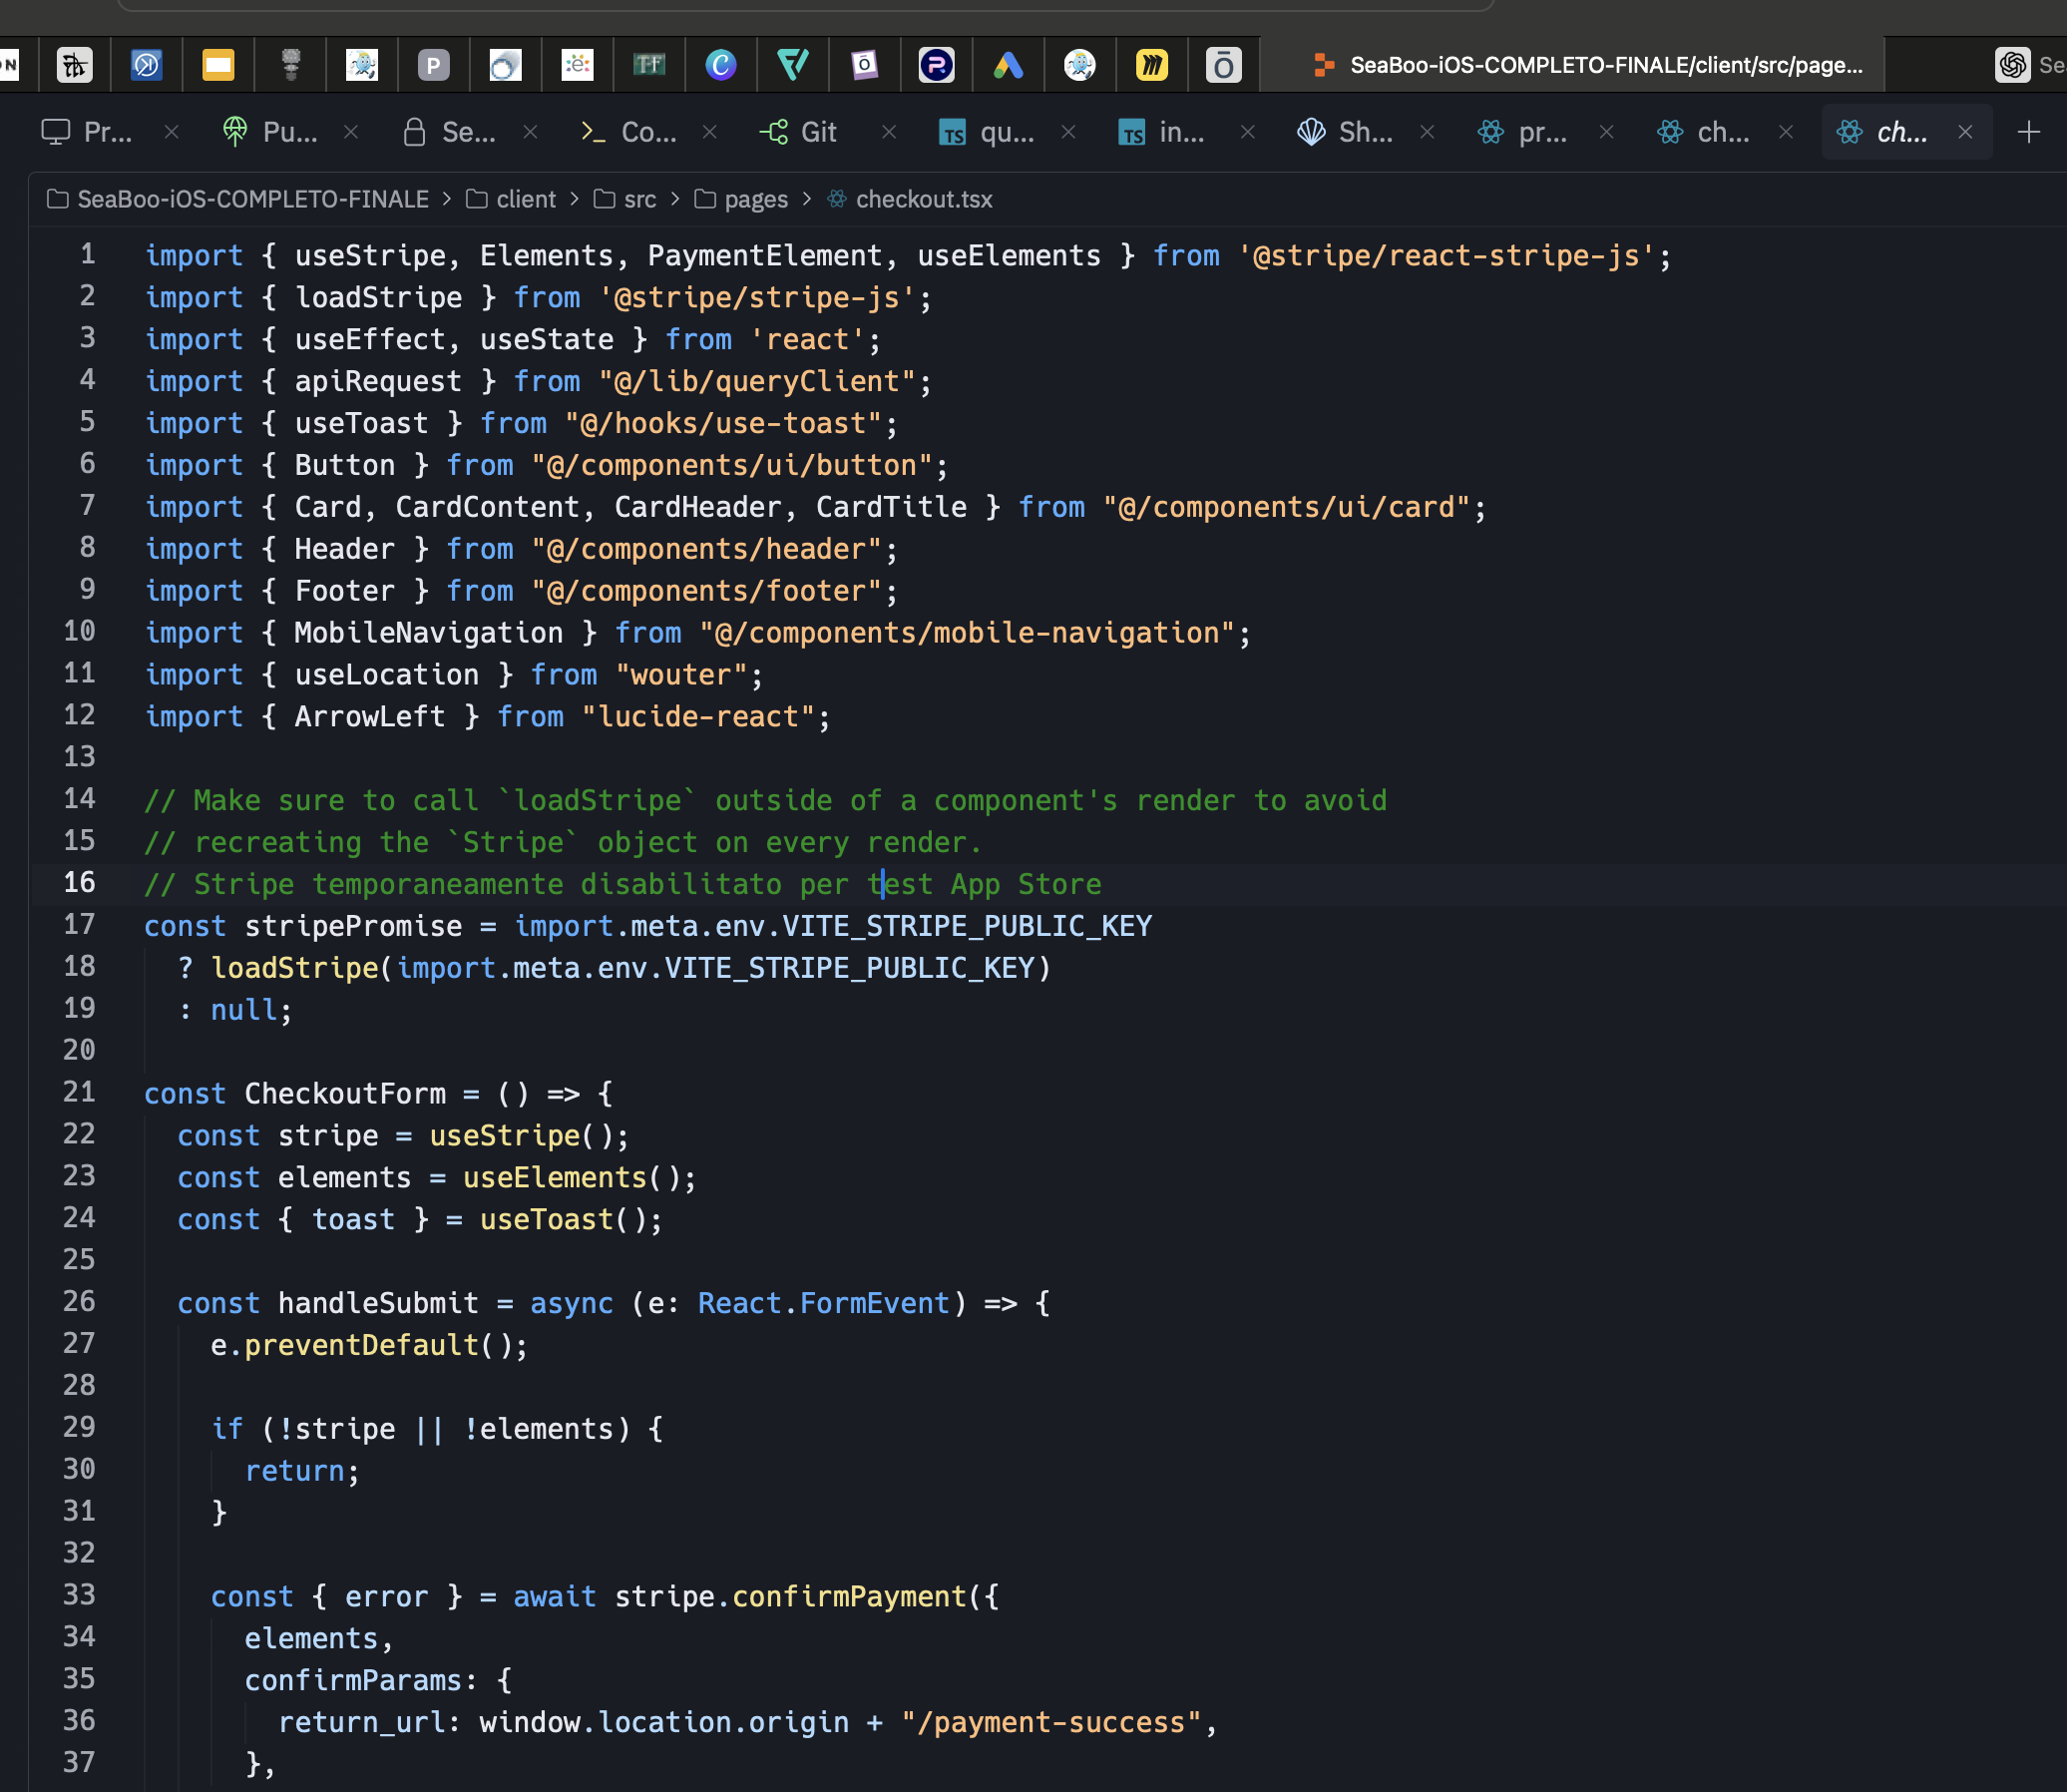 P
TF
SeaBoo-iOS-COMPLETO-FINALE/client/src/page...
Pr...
Pu...
Se...
Co...
Git
TS qu...
TS in...
Sh...
pr...
ch...
ch...
SeaBoo-iOS-COMPLETO-FINALE > client > src > pages > checkout.tsx
1 import { useStripe, Elements, PaymentElement, useElements } from '@stripe/react-stripe-js';
2 import { loadStripe } from '@stripe/stripe-js';
3 import { useEffect, useState } from 'react';
4 import { apiRequest } from "@/lib/queryClient";
5 import { useToast } from "@/hooks/use-toast";
6 import { Button } from "@/components/ui/button";
7 import { Card, CardContent, CardHeader, CardTitle } from "@/components/ui/card";
8 import { Header } from "@/components/header";
9 import { Footer } from "@/components/footer";
10 import { MobileNavigation } from "@/components/mobile-navigation";
11 import { useLocation } from "wouter";
12 import { ArrowLeft } from "lucide-react";
13
14 // Make sure to call `loadStripe` outside of a component's render to avoid
15 // recreating the `Stripe` object on every render.
16 // Stripe temporaneamente disabilitato per test App Store
17 const stripePromise = import.meta.env.VITE_STRIPE_PUBLIC_KEY
18   ? loadStripe(import.meta.env.VITE_STRIPE_PUBLIC_KEY)
19   : null;
20
21 const CheckoutForm = () => {
22   const stripe = useStripe();
23   const elements = useElements();
24   const { toast } = useToast();
25
26   const handleSubmit = async (e: React.FormEvent) => {
27     e.preventDefault();
28
29     if (!stripe || !elements) {
30       return;
31     }
32
33     const { error } = await stripe.confirmPayment({
34       elements,
35       confirmParams: {
36         return_url: window.location.origin + "/payment-success",
37       },